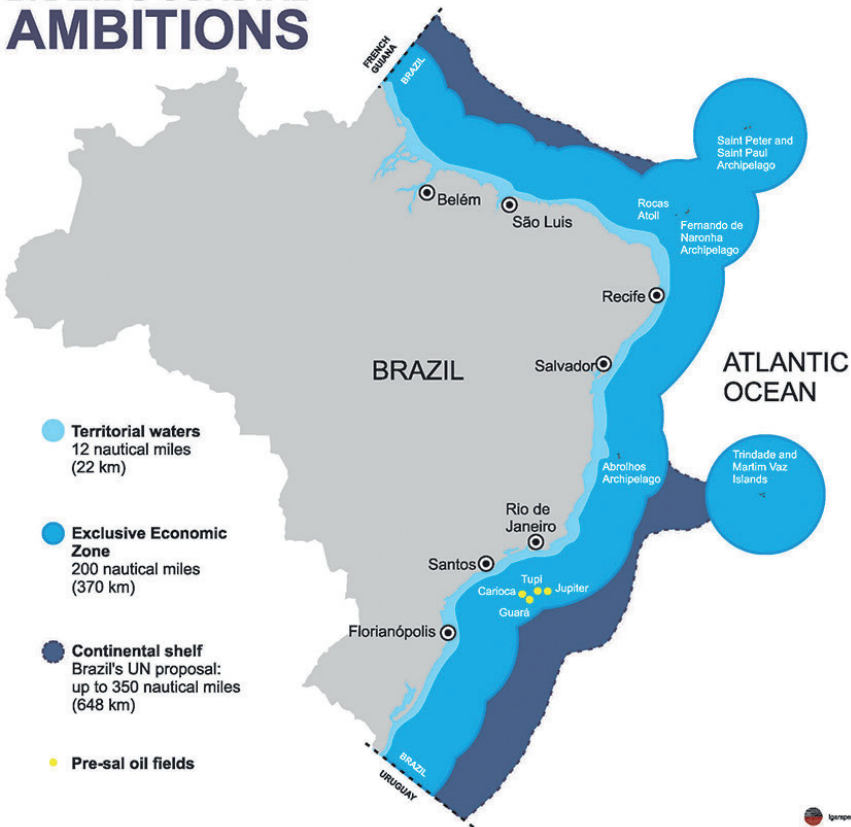 AMBITIONS
FRENCH
GUIANA
BRAZIL
Saint Peter and
Saint Paul
Archipelago
Belém
São Luis
Rocas
Atoll
Fernando de
Naronha
Archipelago
Recife
BRAZIL
Salvador
ATLANTIC
OCEAN
Territorial waters
12 nautical miles
(22 km)
Abrolhos
Archipelago
Trindade and
Martim Vaz
Islands
Exclusive Economic
Zone
200 nautical miles
(370 km)
Rio de
Janeiro
Santos
Tupi
Carioca
Jupiter
Guará
Florianópolis
Continental shelf
Brazil's UN proposal:
up to 350 nautical miles
(648 km)
Pre-sal oil fields
BRAZIL
URUGUAY
Igarape